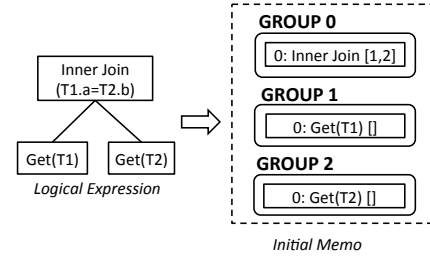 Inner Join
(T1.a=T2.b)
Get(T1)
Get(T2)
Logical Expression
GROUP 0
0: Inner Join [1,2]
GROUP 1
0: Get(T1) []
GROUP 2
0: Get(T2) []
Initial Memo